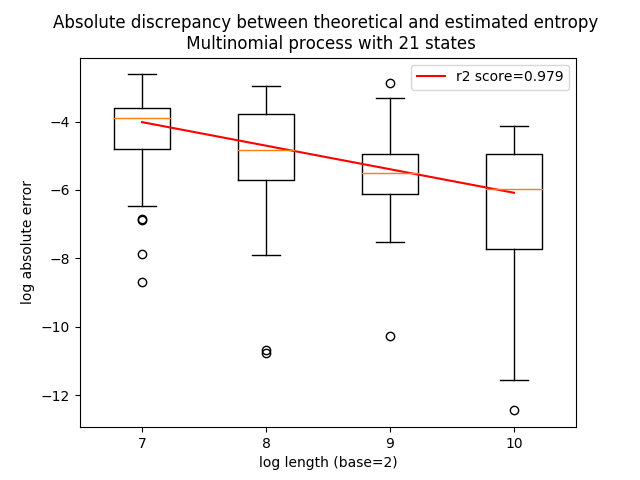 Absolute discrepancy between theoretical and estimated entropy
Multinomial process with 21 states
r2 score=0.979
log absolute error
−4
−6
−8
−10
−12
7 8 9 10
log length (base=2)